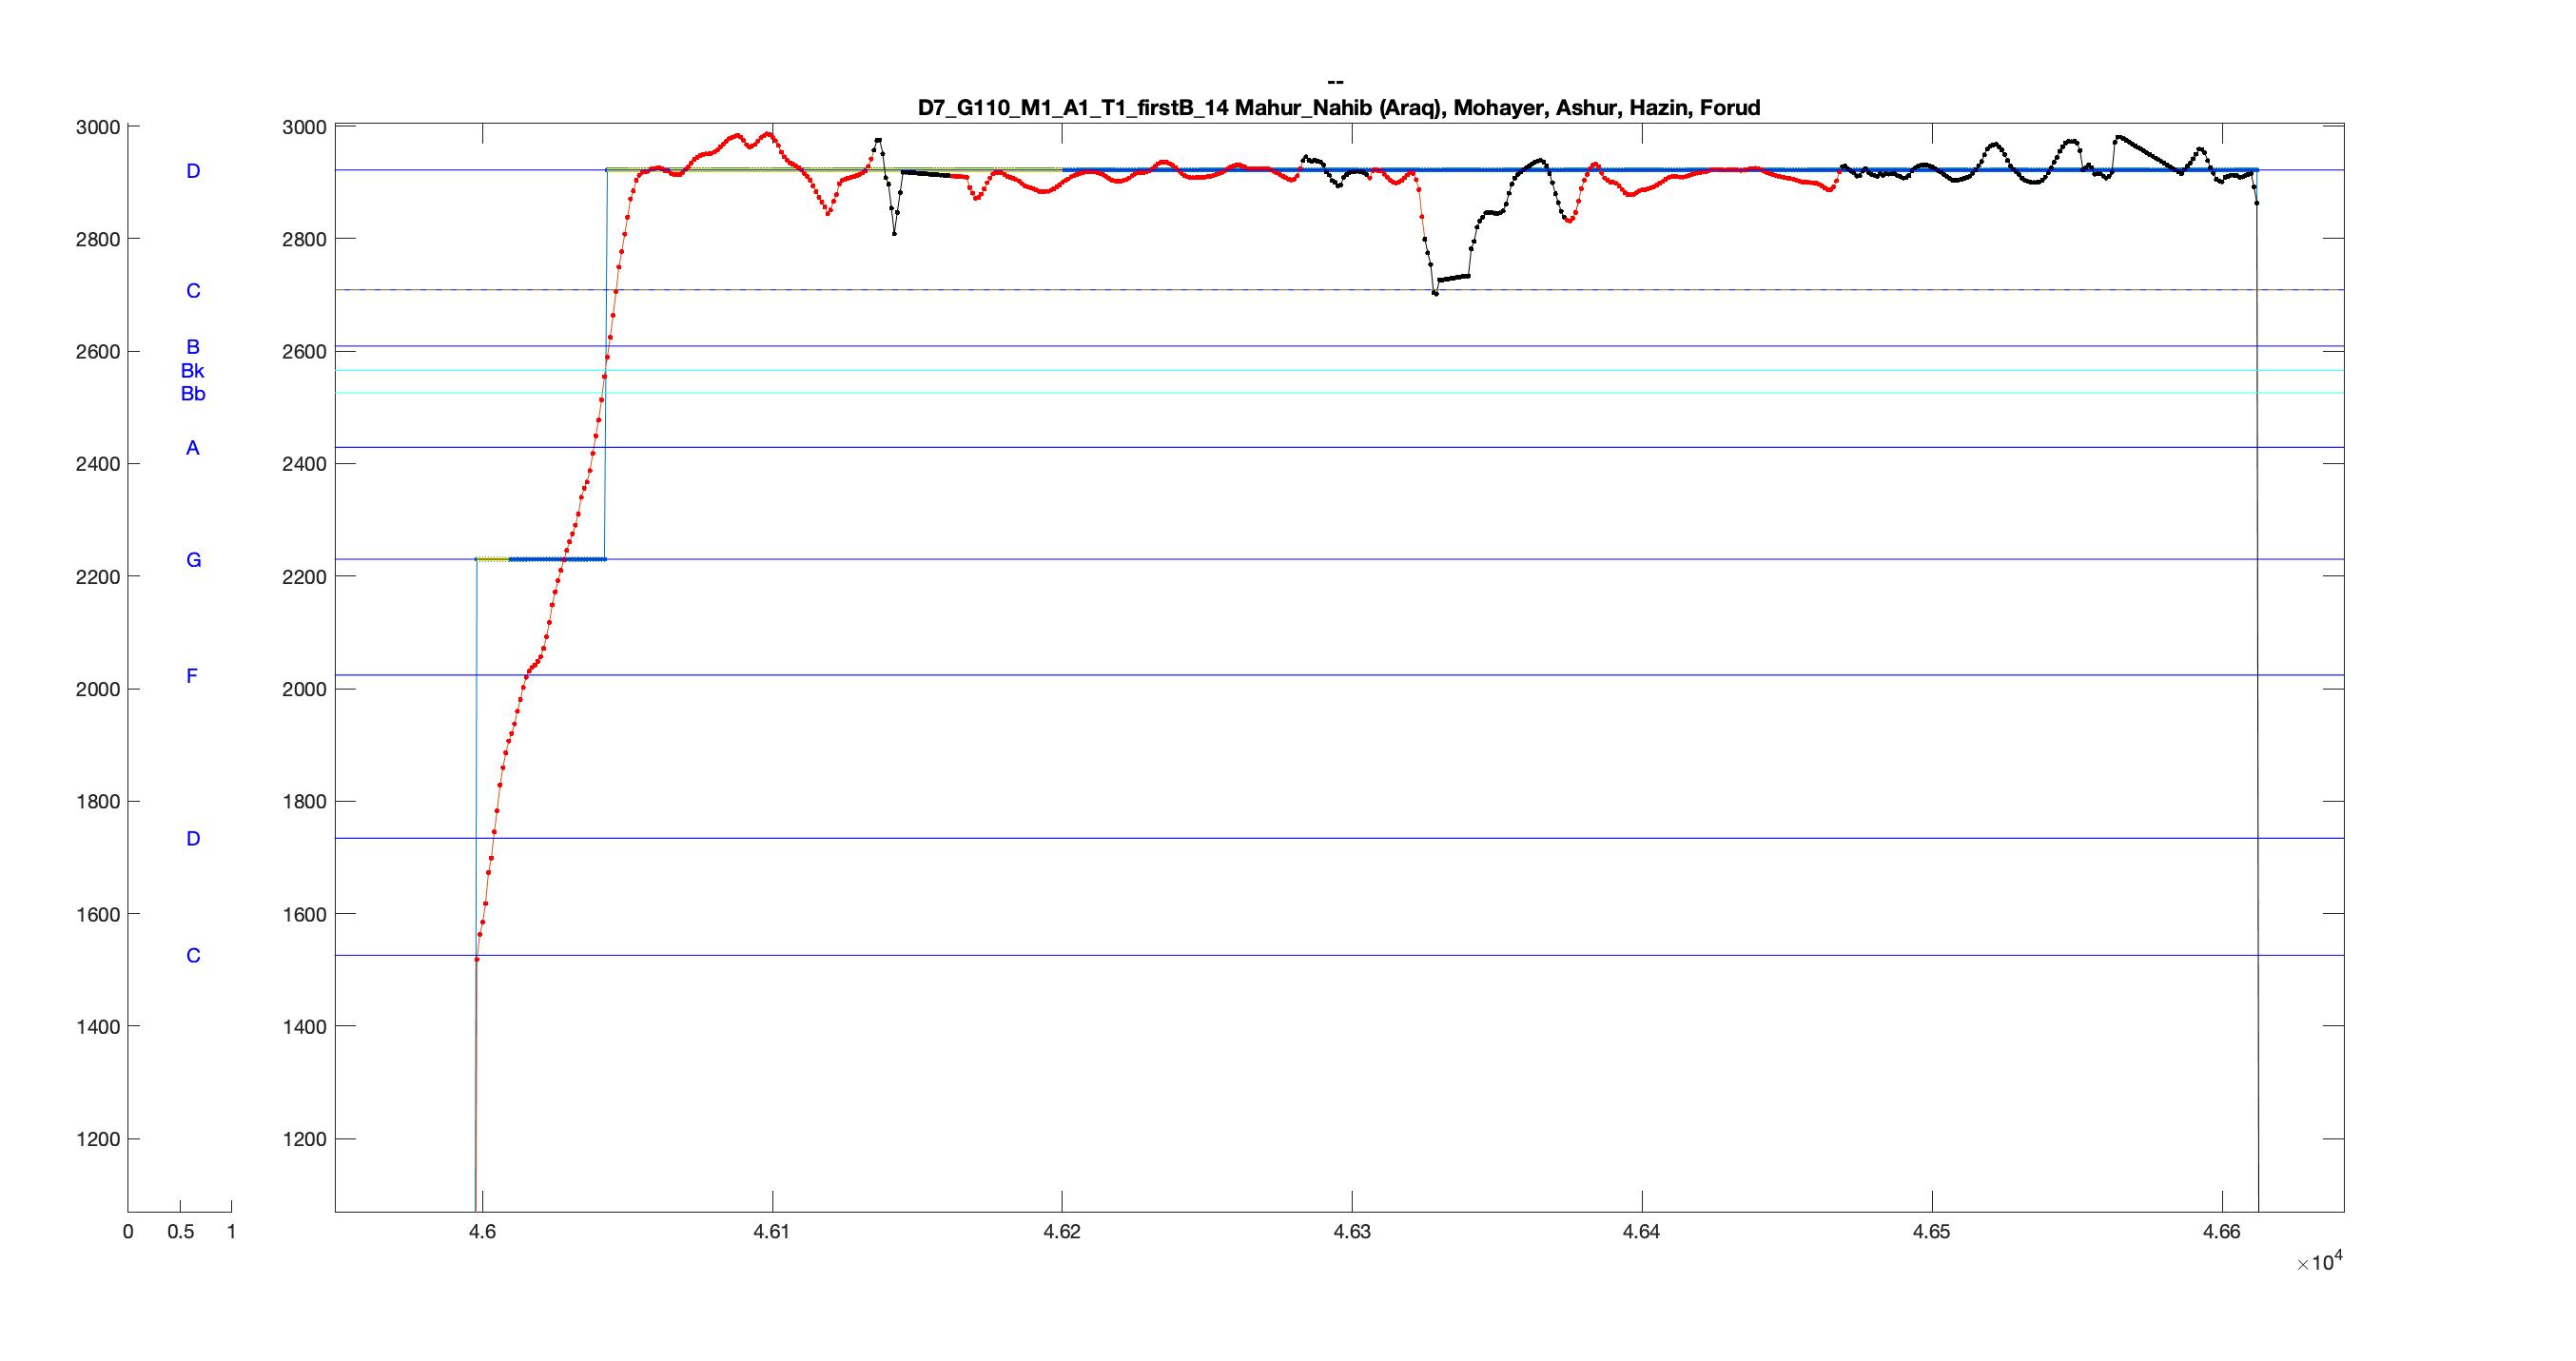 --
D7_G110_M1_A1_T1_firstB_14 Mahur_Nahib (Araq), Mohayer, Ashur, Hazin, Forud
3000 3000
D
2800 2800
C
2600 2600
B
Bk
Bb
A
2400 2400
G
2200 2200
F
2000 2000
1800 1800
D
1600 1600
C
1400 1400
1200 1200
0 0.5 1 4.6 4.61 4.62 4.63 4.64 4.65 4.66
×10^4